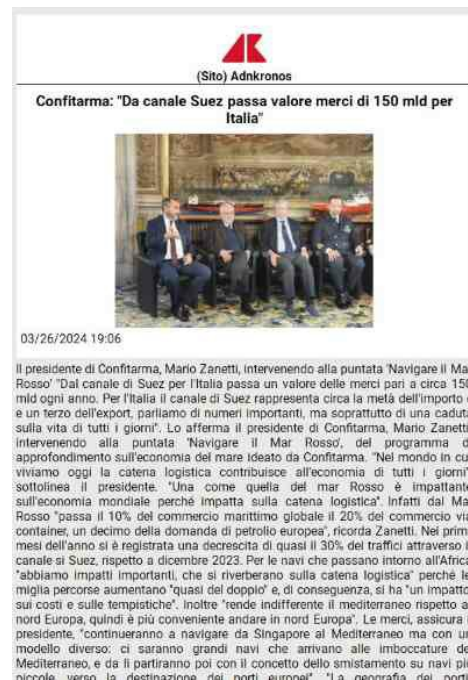 (Sito) Adnkronos
Confitarma: "Da canale Suez passa valore merci di 150 mld per
Italia"
03/26/2024 19:06
Il presidente di Confitarma, Mario Zanetti, intervenendo alla puntata 'Navigare il Mar
Rosso' "Dal canale di Suez per l'Italia passa un valore delle merci pari a circa 150
mld ogni anno. Per l'Italia il canale di Suez rappresenta circa la metà dell'importo
e un terzo dell'export, parliamo di numeri importanti, ma soprattutto di una caduta
sulla vita di tutti i giorni". Lo afferma il presidente di Confitarma, Mario Zanetti
intervenendo alla puntata 'Navigare il Mar Rosso', del programma di
approfondimento sull'economia del mare ideato da Confitarma. "Nel mondo in cui
viviamo oggi la catena logistica contribuisce all'economia di tutti i giorni"
sottolinea il presidente. "Una come quella del mar Rosso è impattante
sull'economia mondiale perché impatta sulla catena logistica". Infatti dal Mar
Rosso "passa il 10% del commercio marittimo globale il 20% del commercio via
container, un decimo della domanda di petrolio europea", ricorda Zanetti. Nei primi
mesi dell'anno si è registrata una decrescita di quasi il 30% dei traffici attraverso il
canale si Suez, rispetto a dicembre 2023. Per le navi che passano intorno all'Africa
"abbiamo impatti importanti, che si riverberano sulla catena logistica" perché le
miglia percorse aumentano "quasi del doppio" e, di conseguenza, si ha "un impatto
sui costi e sulle tempistiche". Inoltre "rende indifferente il mediterraneo rispetto al
nord Europa, quindi è più conveniente andare in nord Europa". Le merci, assicura il
presidente, "continueranno a navigare da Singapore al Mediterraneo ma con un
modello diverso: ci saranno grandi navi che arrivano alle imboccature del
Mediterraneo, e da lì partiranno poi con il concetto dello smistamento su navi più
piccole, verso la destinazione dei porti europei". "La geografia dei porti